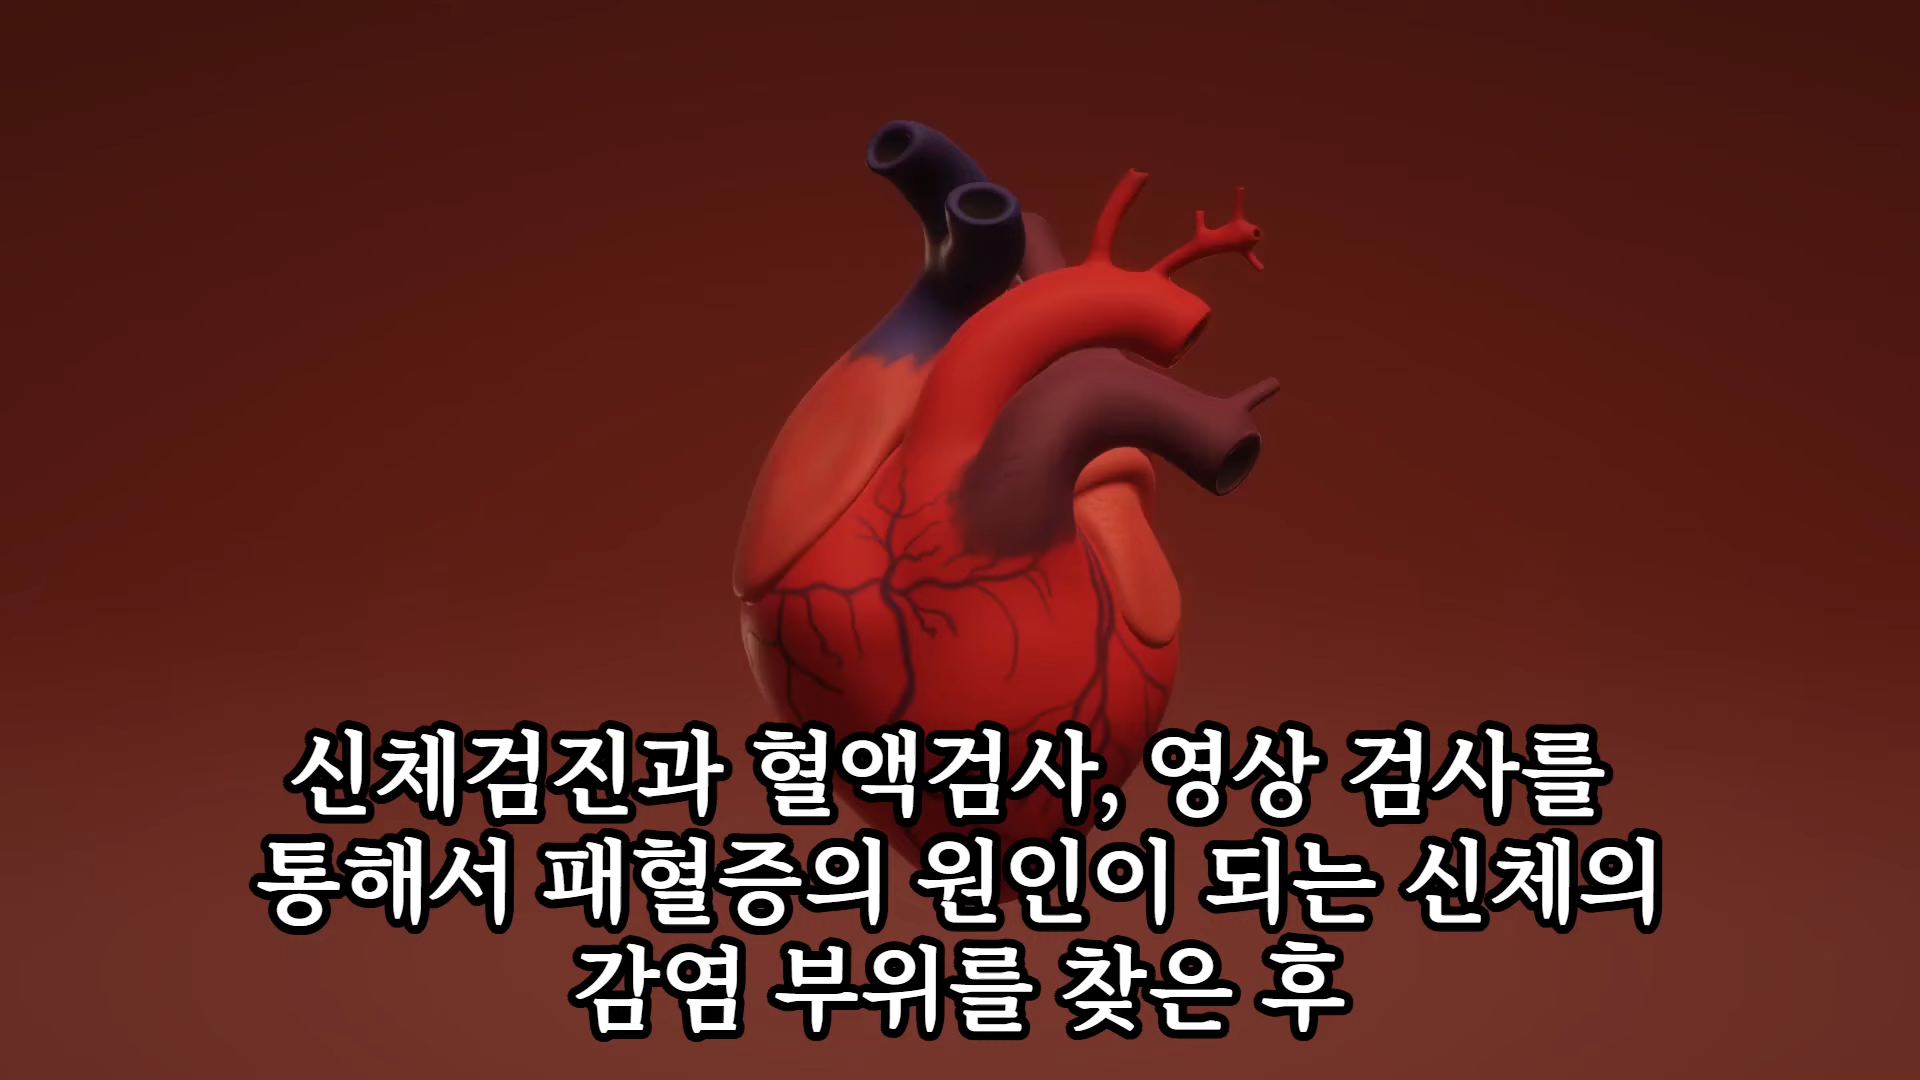 신체검진과 혈액검사, 영상 검사를
통해서 패혈증의 원인이 되는 신체의
감염 부위를 찾은 후